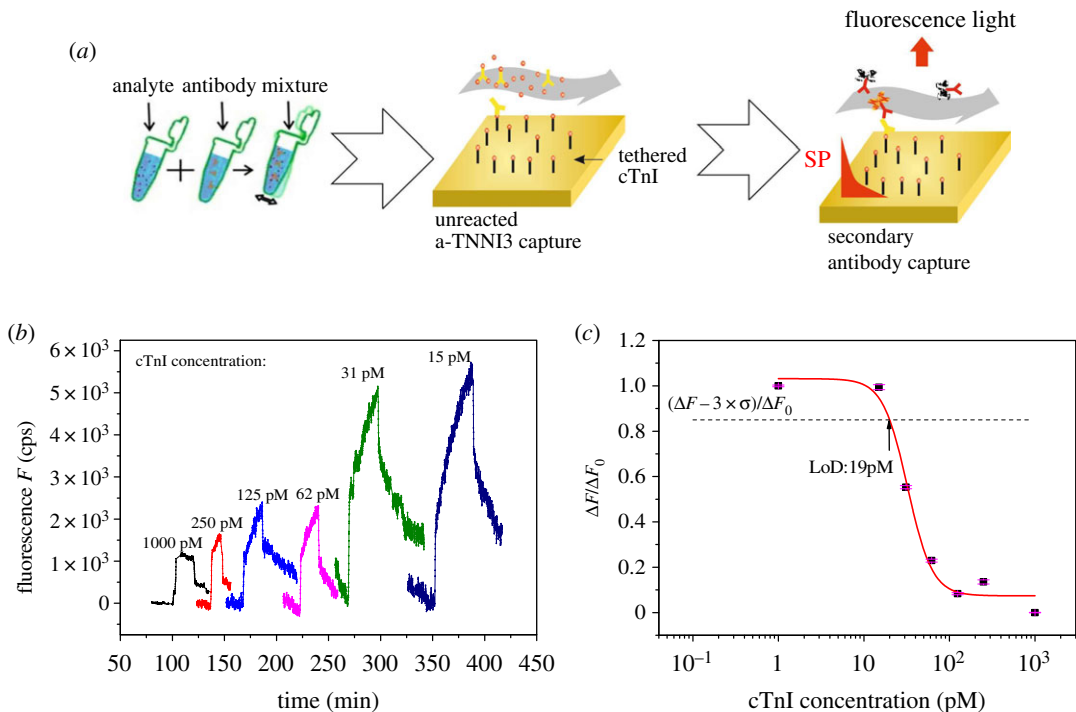 (a)
fluorescence light
analyte antibody mixture
tethered
cTnI
SP
unreacted
a-TNNI3 capture
secondary
antibody capture
(b)
6 × 10³
5 × 10³
4 × 10³
3 × 10³
2 × 10³
1 × 10³
0
fluorescence F (cps)
cTnI concentration:
1000 pM
250 pM
125 pM
62 pM
31 pM
15 pM
50 100 150 200 250 300 350 400 450
time (min)
(c)
1.2
1.0
0.8
0.6
0.4
0.2
0
ΔF/ΔF₀
(ΔF – 3 × σ)/ΔF₀
LoD:19pM
10⁻¹ 1 10 10² 10³
cTnI concentration (pM)